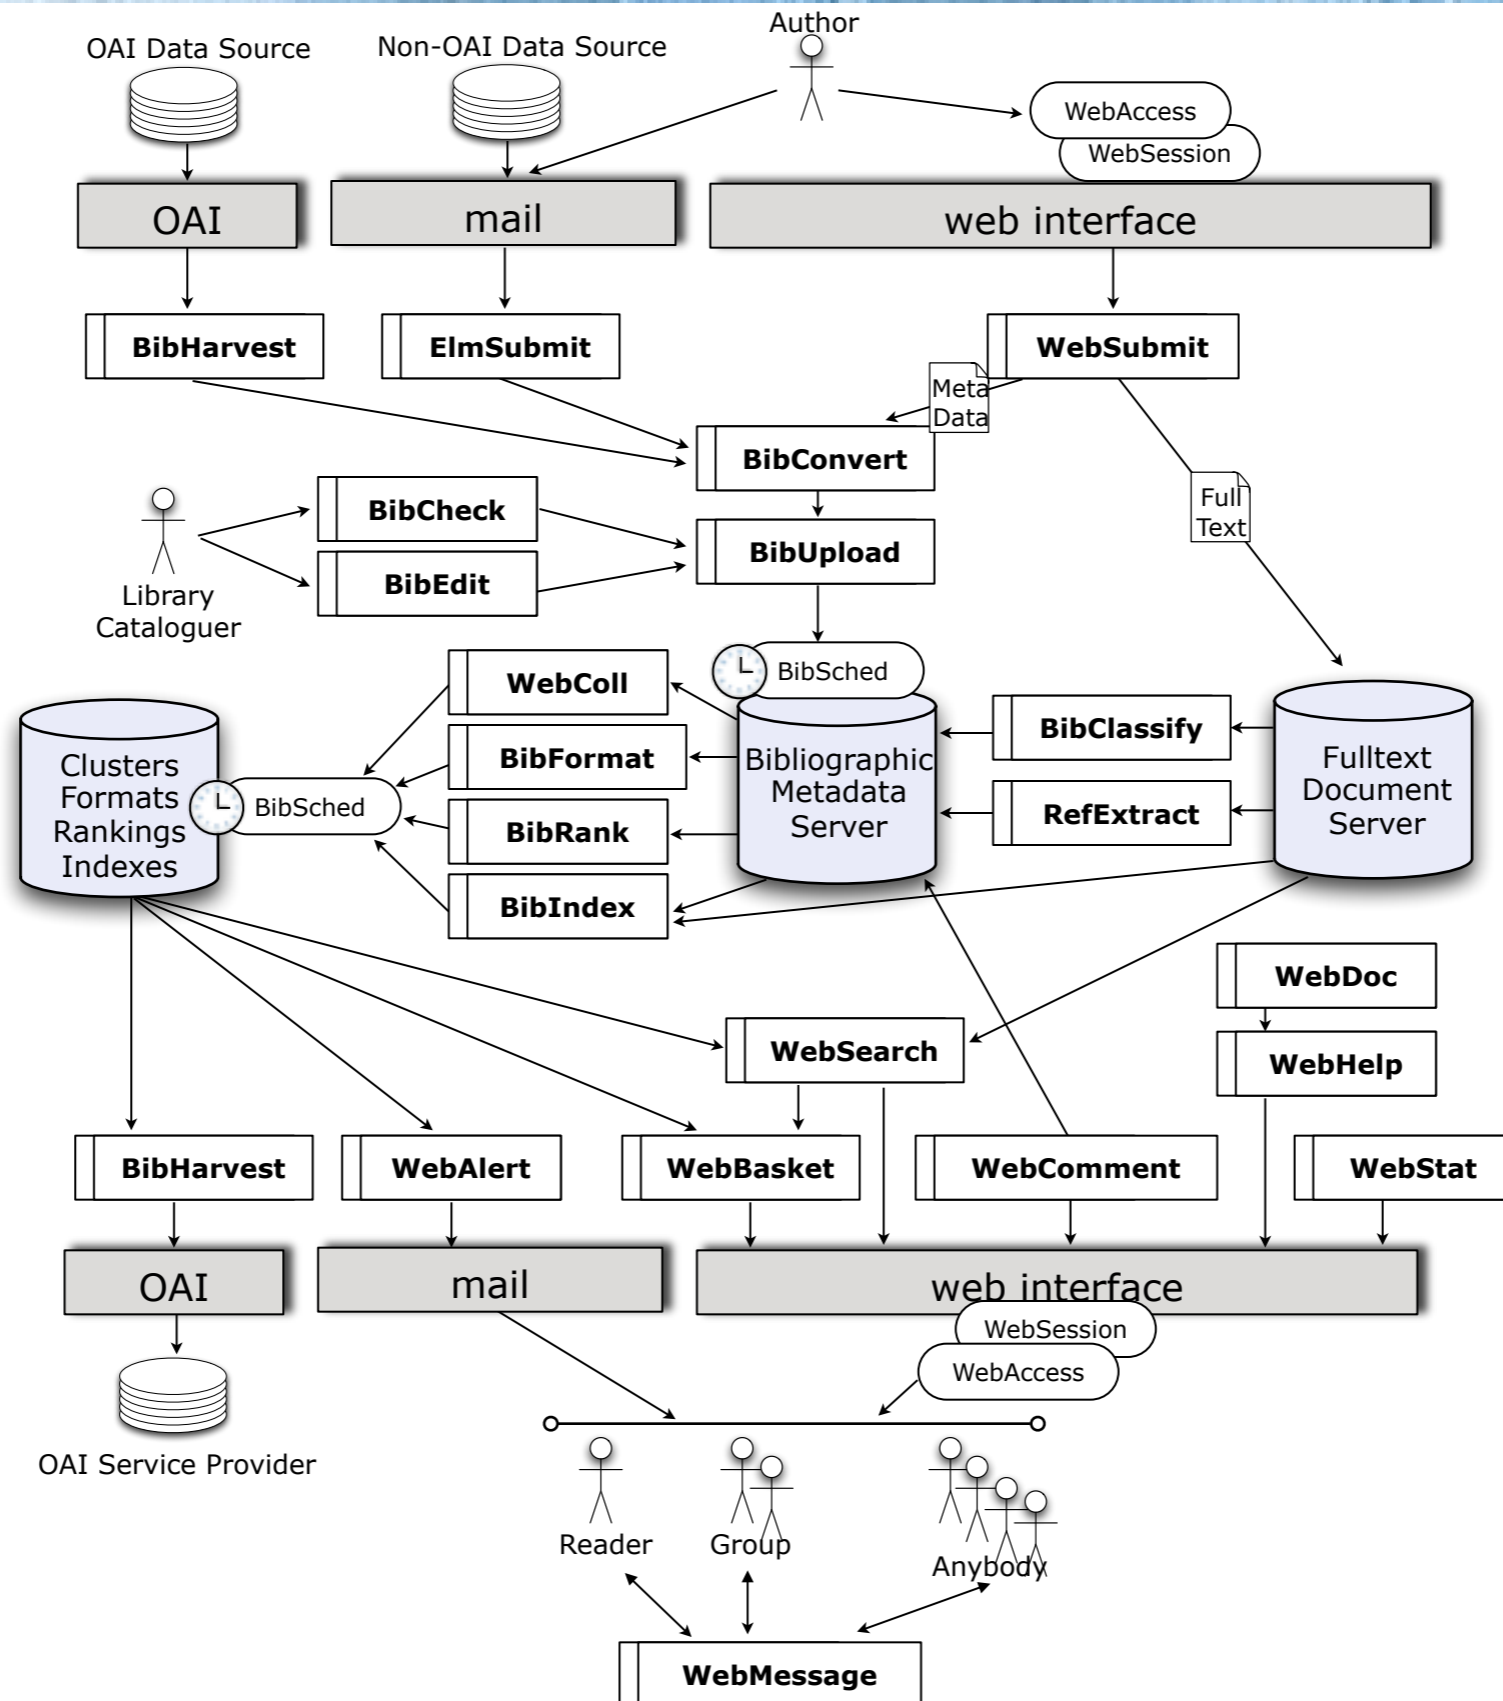 Author
OAI Data Source
Non-OAI Data Source
WebAccess
WebSession
OAI
mail
web interface
BibHarvest
ElmSubmit
WebSubmit
Meta
Data
BibConvert
Full
Text
BibCheck
BibUpload
BibEdit
Library
Cataloguer
BibSched
WebColl
BibClassify
BibFormat
Bibliographic
Metadata
Server
Fulltext
Document
Server
Clusters
Formats
Rankings
Indexes
BibSched
BibRank
RefExtract
BibIndex
WebDoc
WebSearch
WebHelp
BibHarvest
WebAlert
WebBasket
WebComment
WebStat
OAI
mail
web interface
WebSession
WebAccess
OAI Service Provider
Reader
Group
Anybody
WebMessage